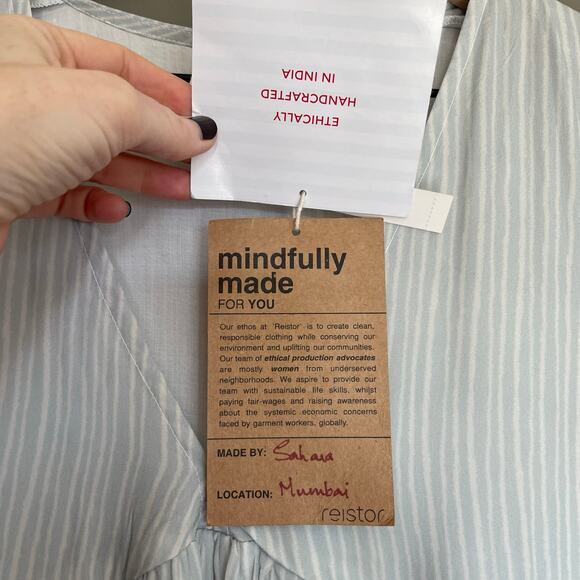 ETHICALLY
HANDCRAFTED
IN INDIA
mindfully
made
FOR YOU
Our ethos at 'Reistor' is to create clean,
responsible clothing while conserving our
environment and uplifting our communities.
Our team of ethical production advocates
are mostly women from underserved
neighborhoods. We aspire to provide our
team with sustainable life skills, whilst
paying fair-wages and raising awareness
about the systemic economic concerns
faced by garment workers, globally.
MADE BY: Sahara
LOCATION: Mumbai
reistor